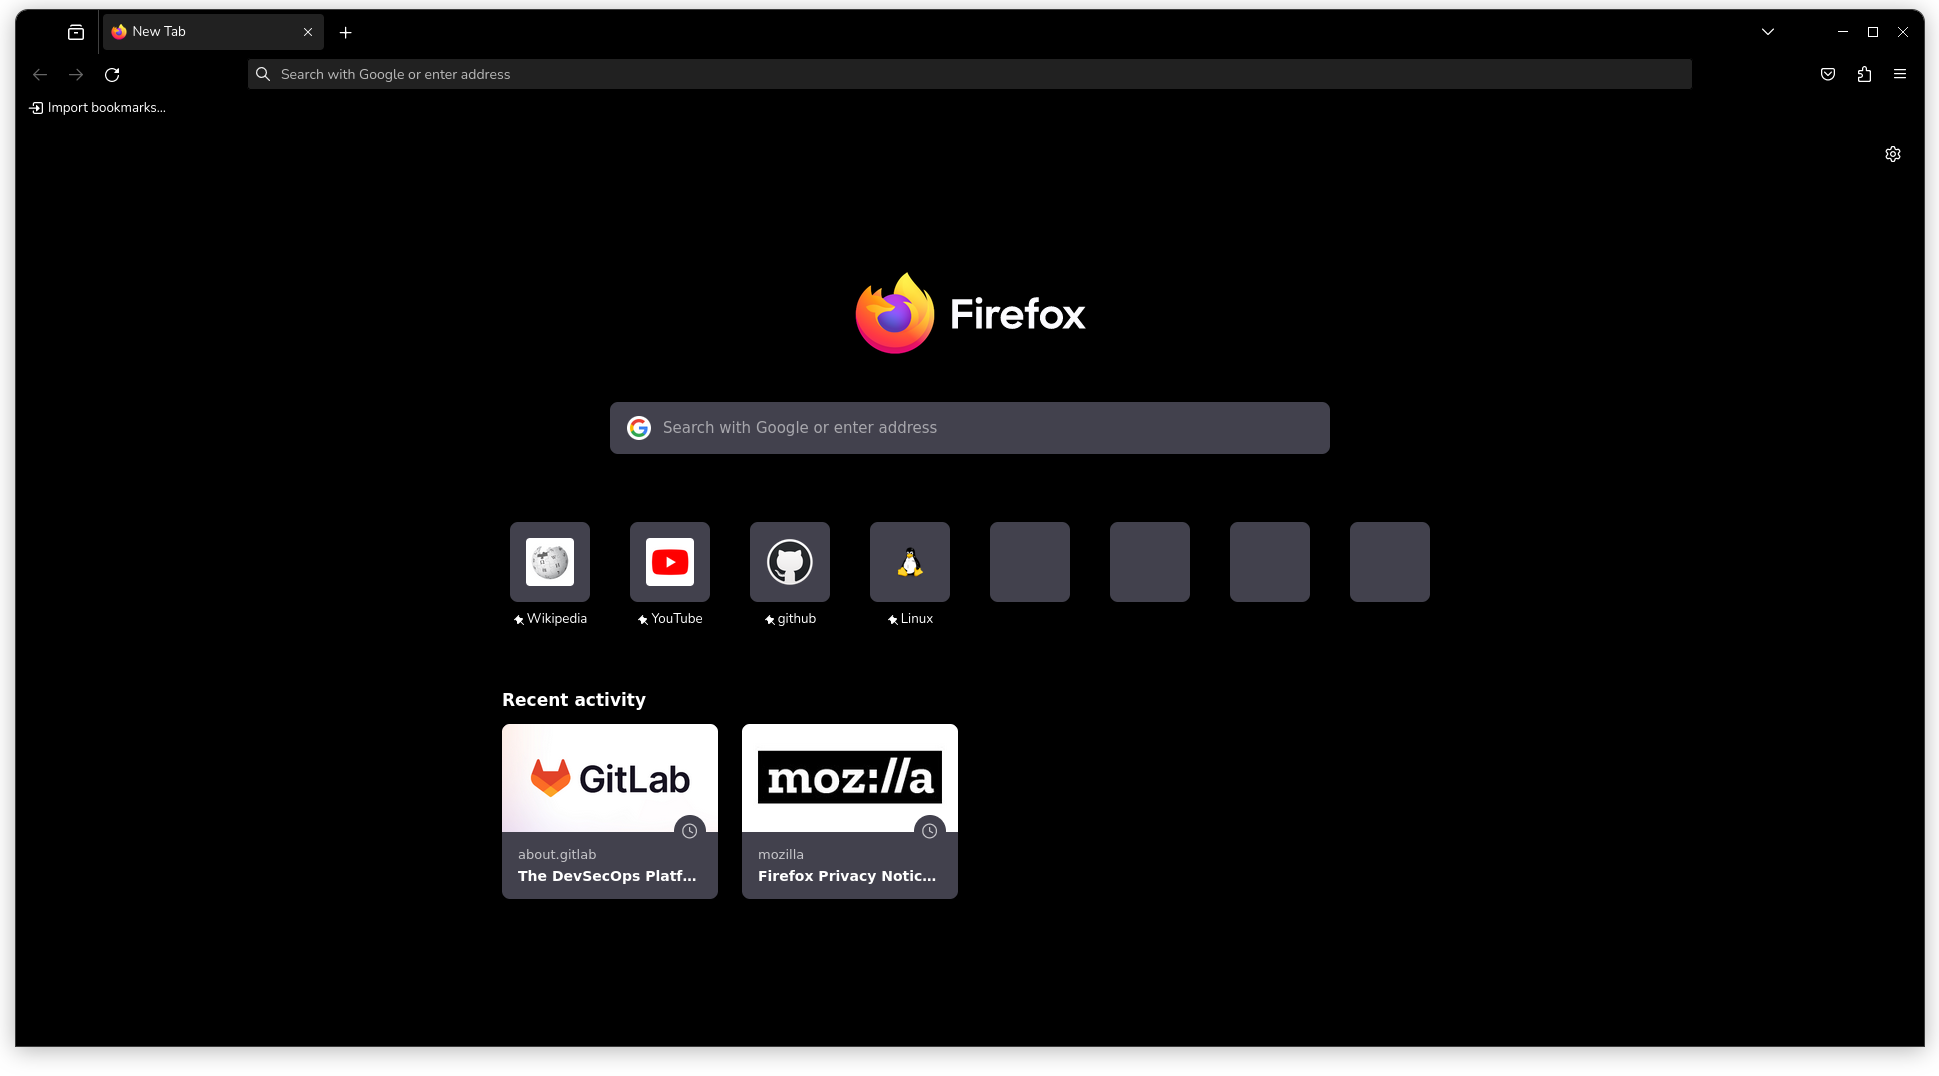 New Tab
Search with Google or enter address
Import bookmarks...
Firefox
Search with Google or enter address
Wikipedia
YouTube
github
Linux
Recent activity
GitLab
moz://a
about.gitlab
The DevSecOps Platf...
mozilla
Firefox Privacy Notic...